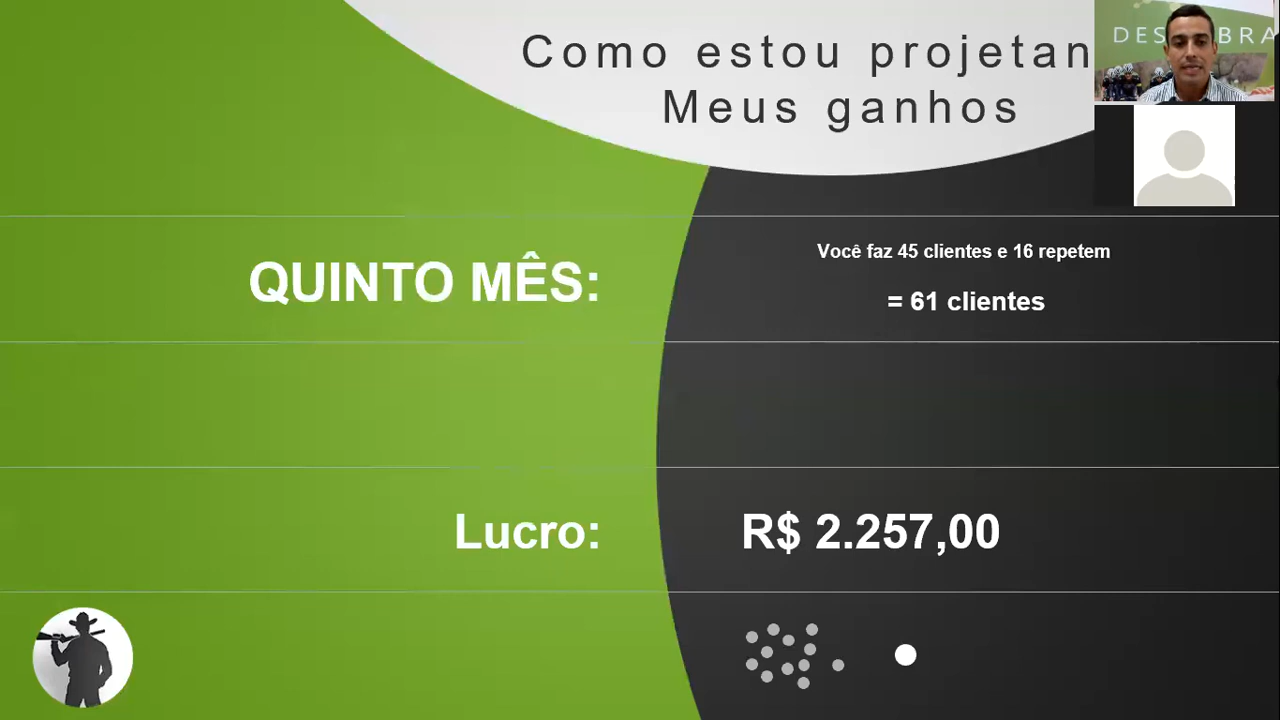 Como estou projetan
Meus ganhos
QUINTO MÊS:
Você faz 45 clientes e 16 repetem
= 61 clientes
Lucro:
R$ 2.257,00